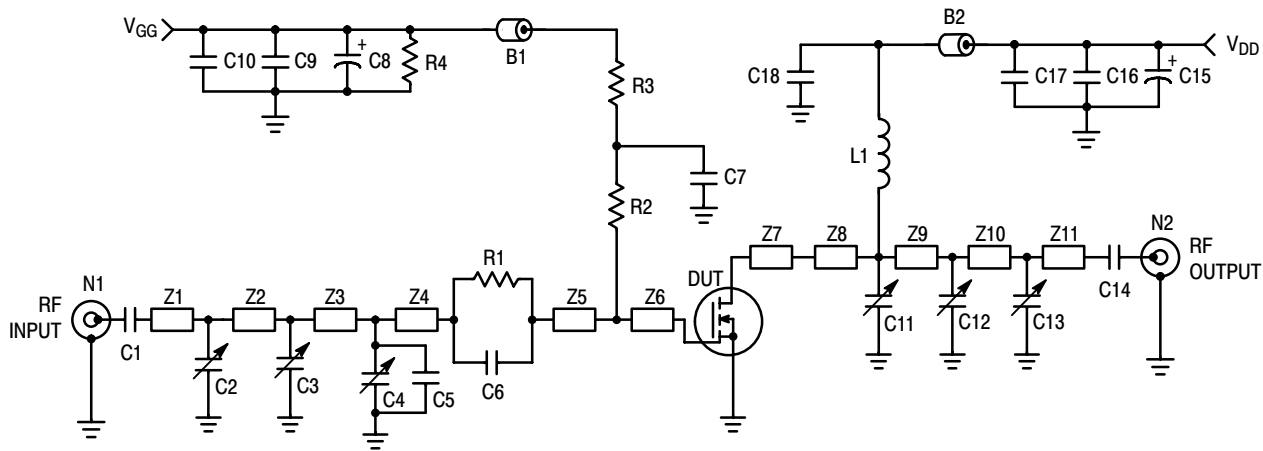 VGG
B1
C10
C9
+
C8
R4
R3
C7
R2
B2
VDD
C18
C17
C16
+
C15
L1
N1
RF
INPUT
C1
Z1
Z2
Z3
Z4
R1
C6
Z5
Z6
C2
C3
C4
C5
DUT
Z7
Z8
Z9
Z10
Z11
C11
C12
C13
C14
N2
RF
OUTPUT